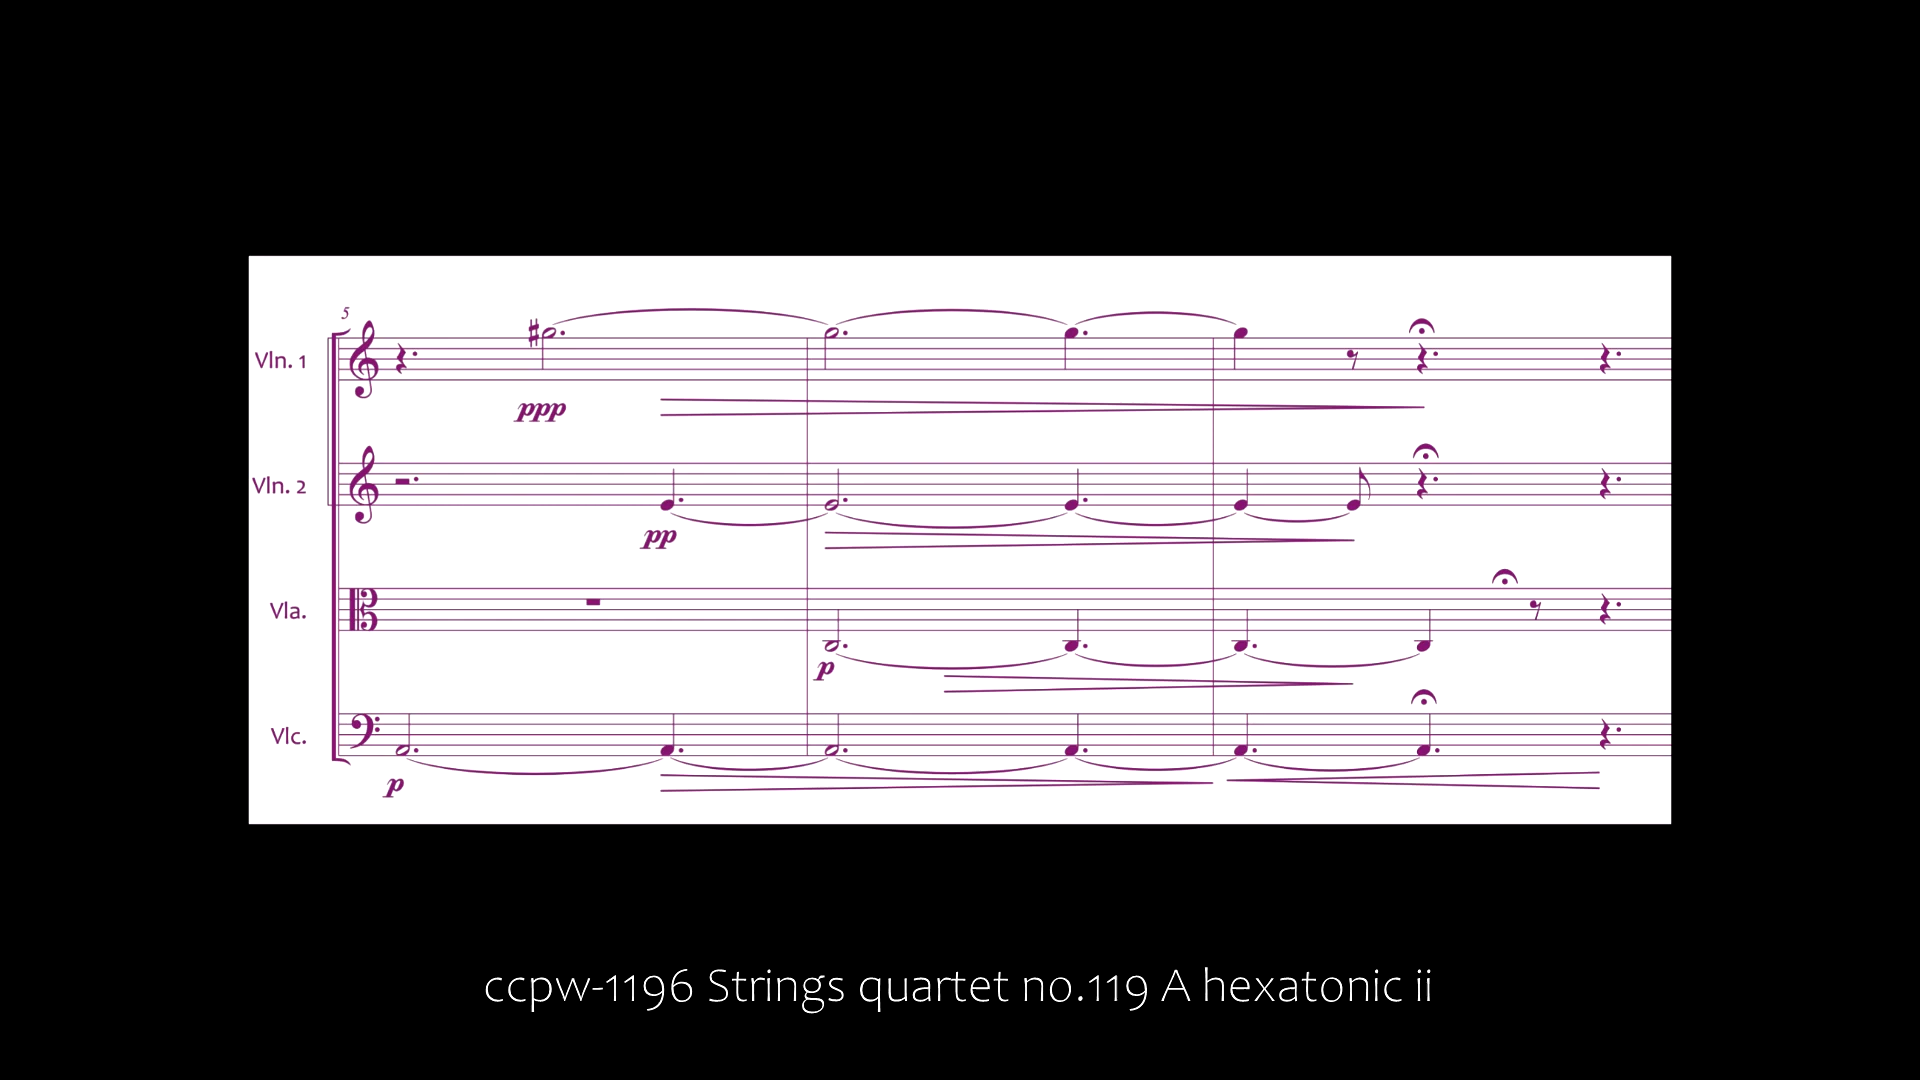 5
Vln. 1
ppp
Vln. 2
pp
Vla.
p
Vlc.
p
ccpw-1196 Strings quartet no.119 A hexatonic ii